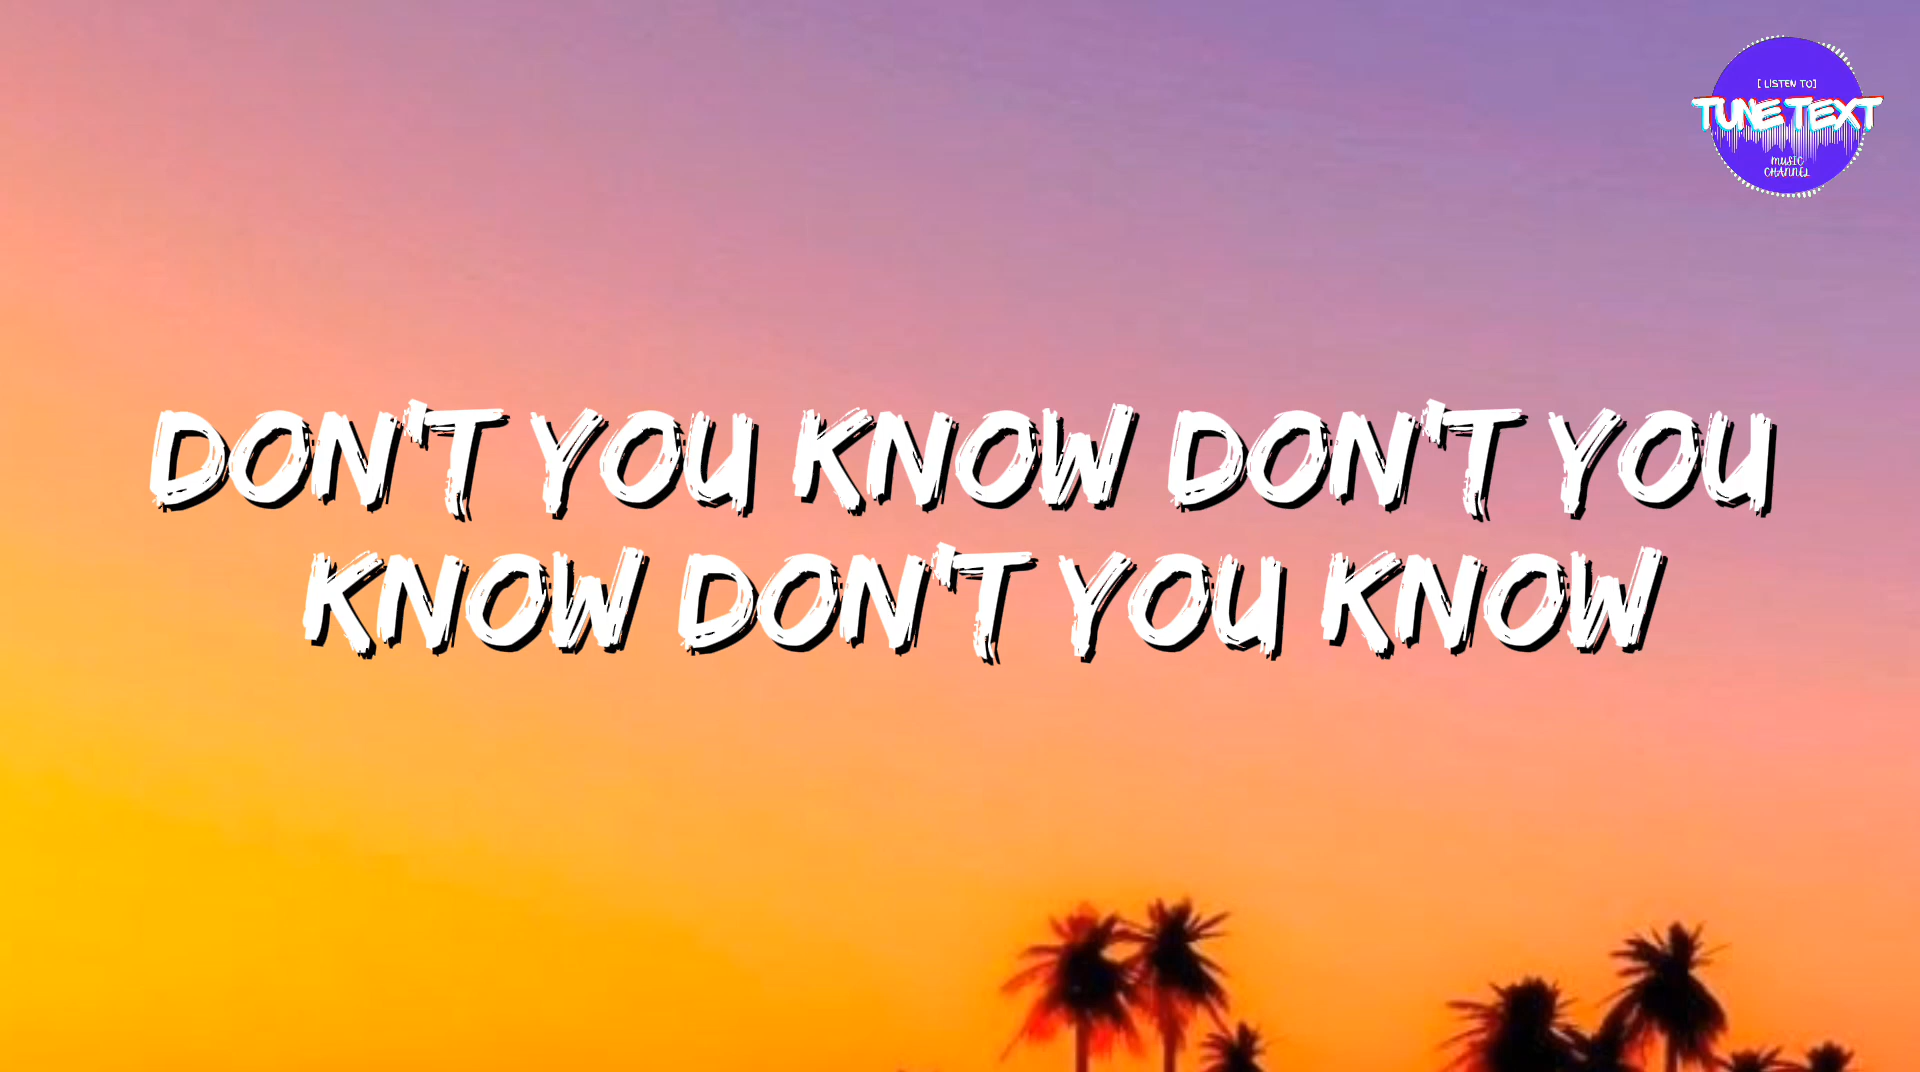 [ LISTEN TO]
TUNE TEXT
MUSIC
CHANNEL
DON'T YOU KNOW DON'T YOU
KNOW DON'T YOU KNOW